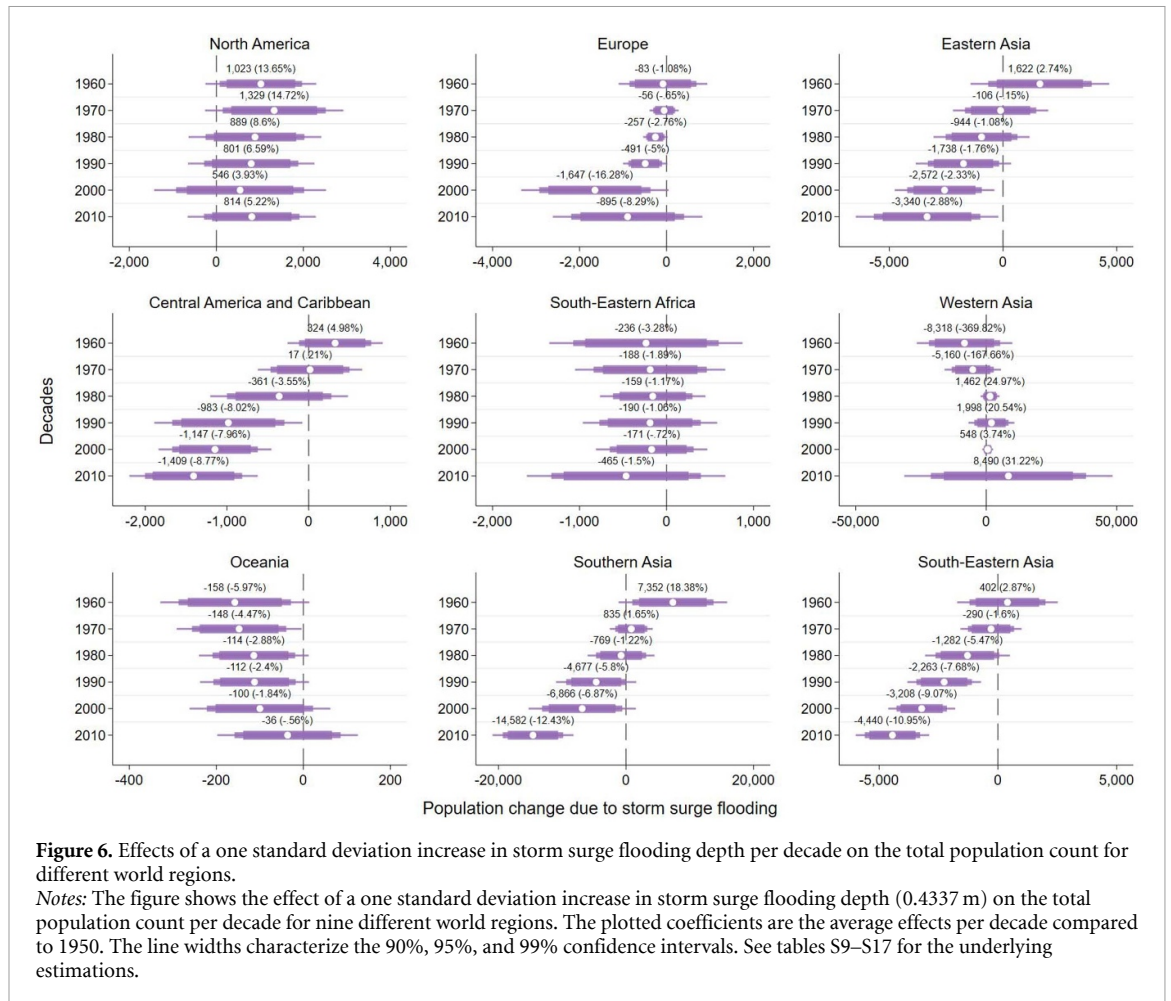 North America
Europe
Eastern Asia
1,023 (13.65%)
1,329 (14.72%)
889 (8.6%)
801 (6.59%)
546 (3.93%)
814 (5.22%)
1960
1970
1980
1990
2000
2010
-2,000 0 2,000 4,000
-83 (-1.08%)
-56 (-.65%)
-257 (-2.76%)
-491 (-5%)
-1,647 (-16.28%)
-895 (-8.29%)
-4,000 -2,000 0 2,000
1,622 (2.74%)
-106 (-.15%)
-944 (-1.08%)
-1,738 (-1.76%)
-2,572 (-2.33%)
-3,340 (-2.88%)
-5,000 0 5,000
Decades
Central America and Caribbean
South-Eastern Africa
Western Asia
324 (4.98%)
17 (.21%)
-361 (-3.55%)
-983 (-8.02%)
-1,147 (-7.96%)
-1,409 (-8.77%)
1960
1970
1980
1990
2000
2010
-2,000 -1,000 0 1,000
-236 (-3.28%)
-188 (-1.89%)
-159 (-1.17%)
-190 (-1.06%)
-171 (-.72%)
-465 (-1.5%)
-2,000 -1,000 0 1,000
-8,318 (-369.82%)
-5,160 (-167.66%)
1,462 (24.97%)
1,998 (20.54%)
548 (3.74%)
8,490 (31.22%)
-50,000 0 50,000
Oceania
Southern Asia
South-Eastern Asia
-158 (-5.97%)
-148 (-4.47%)
-114 (-2.88%)
-112 (-2.4%)
-100 (-1.84%)
-36 (-.56%)
1960
1970
1980
1990
2000
2010
-400 -200 0 200
7,352 (18.38%)
835 (1.65%)
-769 (-1.22%)
-4,677 (-5.8%)
-6,866 (-6.87%)
-14,582 (-12.43%)
-20,000 0 20,000
402 (2.87%)
-290 (-1.6%)
-1,282 (-5.47%)
-2,263 (-7.68%)
-3,208 (-9.07%)
-4,440 (-10.95%)
-5,000 0 5,000
Population change due to storm surge flooding
Figure 6. Effects of a one standard deviation increase in storm surge flooding depth per decade on the total population count for
different world regions.
Notes: The figure shows the effect of a one standard deviation increase in storm surge flooding depth (0.4337 m) on the total
population count per decade for nine different world regions. The plotted coefficients are the average effects per decade compared
to 1950. The line widths characterize the 90%, 95%, and 99% confidence intervals. See tables S9–S17 for the underlying
estimations.